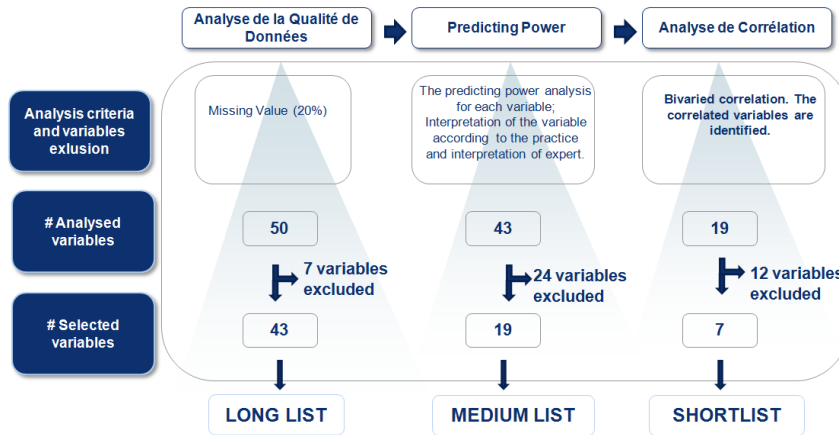 Analyse de la Qualité de
Données
Predicting Power
Analyse de Corrélation
Analysis criteria
and variables
exlusion
Missing Value (20%)
The predicting power analysis
for each variable;
Interpretation of the variable
according to the practice
and interpretation of expert.
Bivaried correlation. The
correlated variables are
identified.
# Analysed
variables
50
43
19
7 variables
excluded
24 variables
excluded
12 variables
excluded
# Selected
variables
43
19
7
LONG LIST
MEDIUM LIST
SHORTLIST